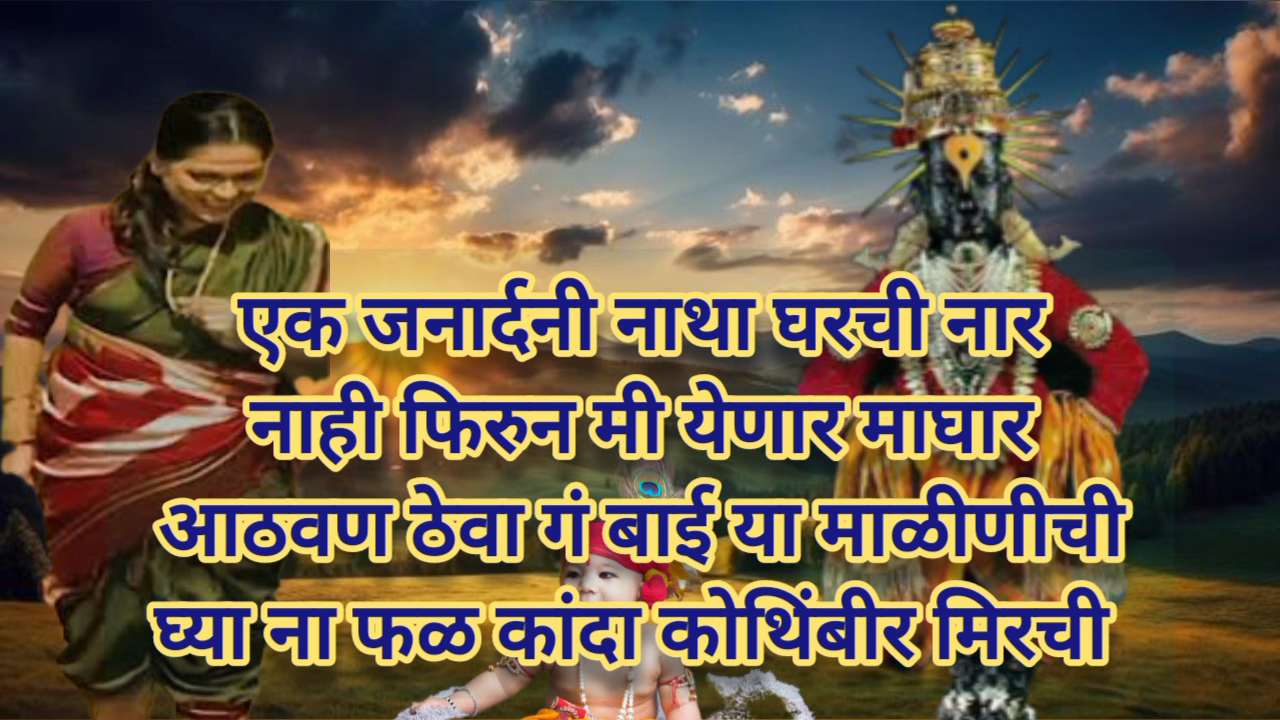 एक जनार्दनी नाथा घरची नार
नाही फिरुन मी येणार माघार
आठवण ठेवा गं बाई या माळीणीची
घ्या ना फळ कांदा कोथिंबीर मिरची